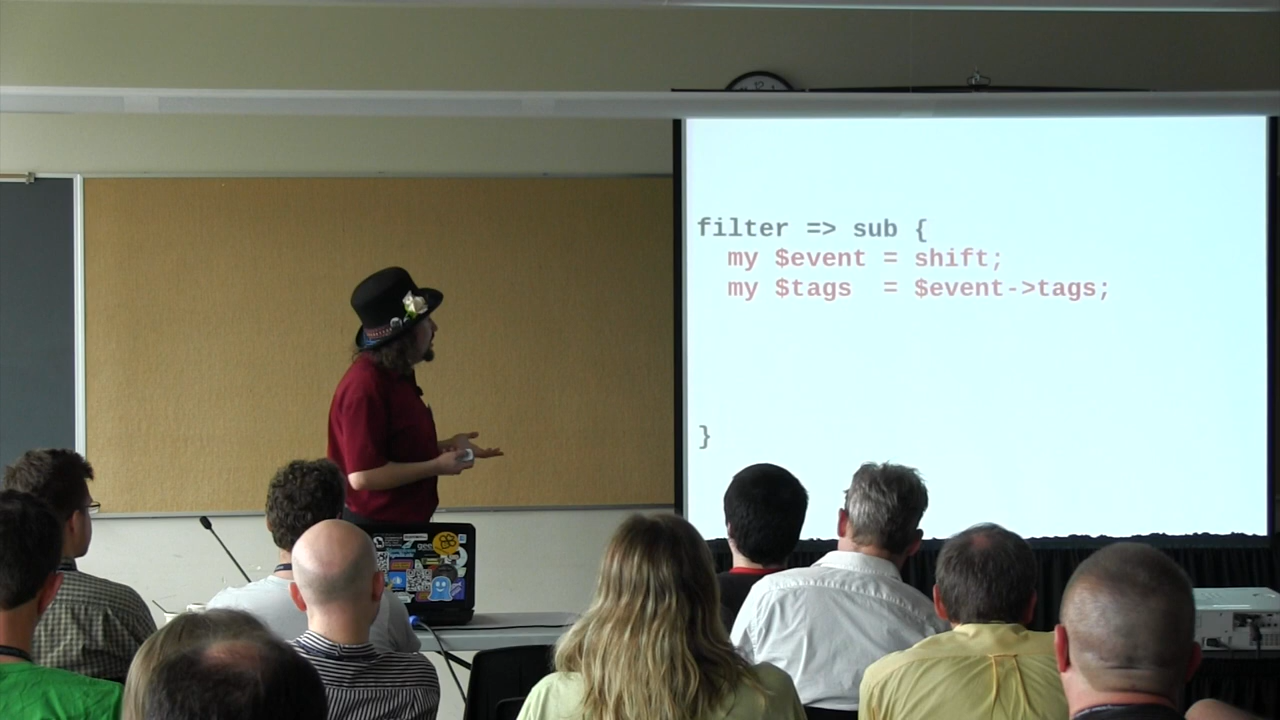 filter => sub {
  my $event = shift;
  my $tags  = $event->tags;
}